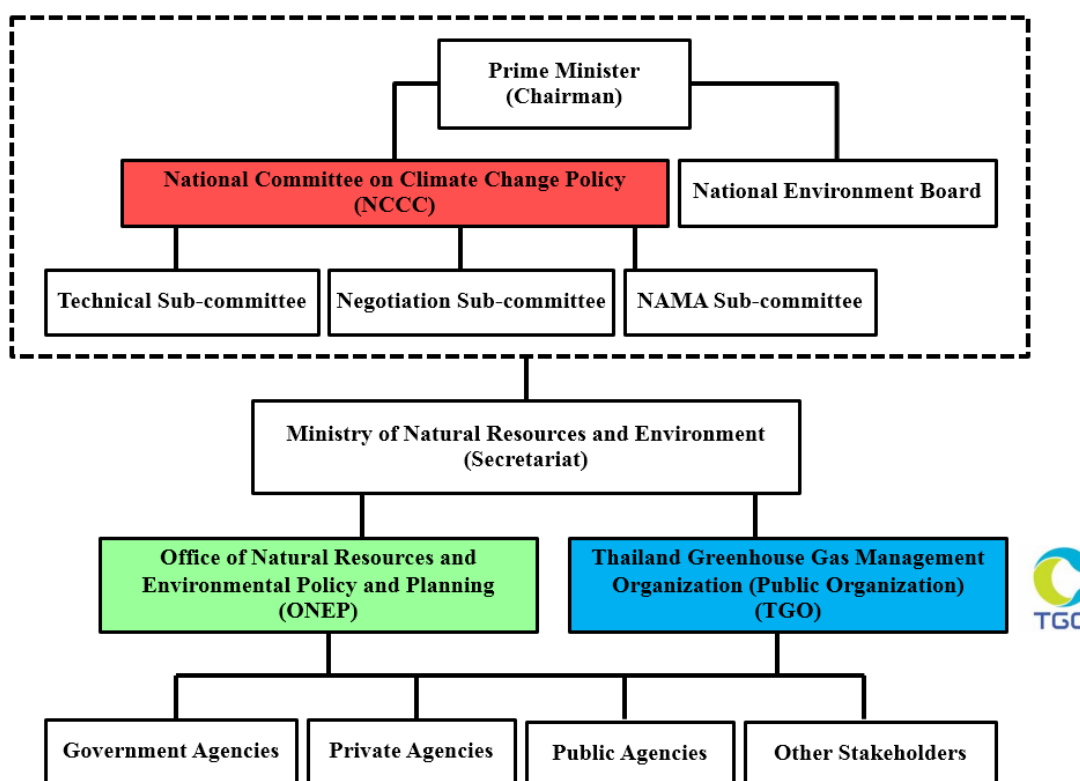 Prime Minister
(Chairman)
National Committee on Climate Change Policy
(NCCC)
National Environment Board
Technical Sub-committee
Negotiation Sub-committee
NAMA Sub-committee
Ministry of Natural Resources and Environment
(Secretariat)
Office of Natural Resources and
Environmental Policy and Planning
(ONEP)
Thailand Greenhouse Gas Management
Organization (Public Organization)
(TGO)
TGO
Government Agencies
Private Agencies
Public Agencies
Other Stakeholders